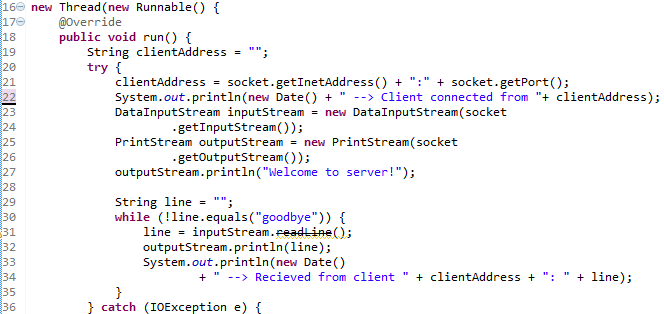 16 new Thread(new Runnable() {
17 @Override
18 public void run() {
19 String clientAddress = "";
20 try {
21 clientAddress = socket.getInetAddress() + ":" + socket.getPort();
22 System.out.println(new Date() + " --> Client connected from "+ clientAddress);
23 DataInputStream inputStream = new DataInputStream(socket
24 .getInputStream());
25 PrintStream outputStream = new PrintStream(socket
26 .getOutputStream());
27 outputStream.println("Welcome to server!");
28
29 String line = "";
30 while (!line.equals("goodbye")) {
31 line = inputStream.readLine();
32 outputStream.println(line);
33 System.out.println(new Date()
34 + " --> Recieved from client " + clientAddress + ": " + line);
35 }
36 } catch (IOException e) {